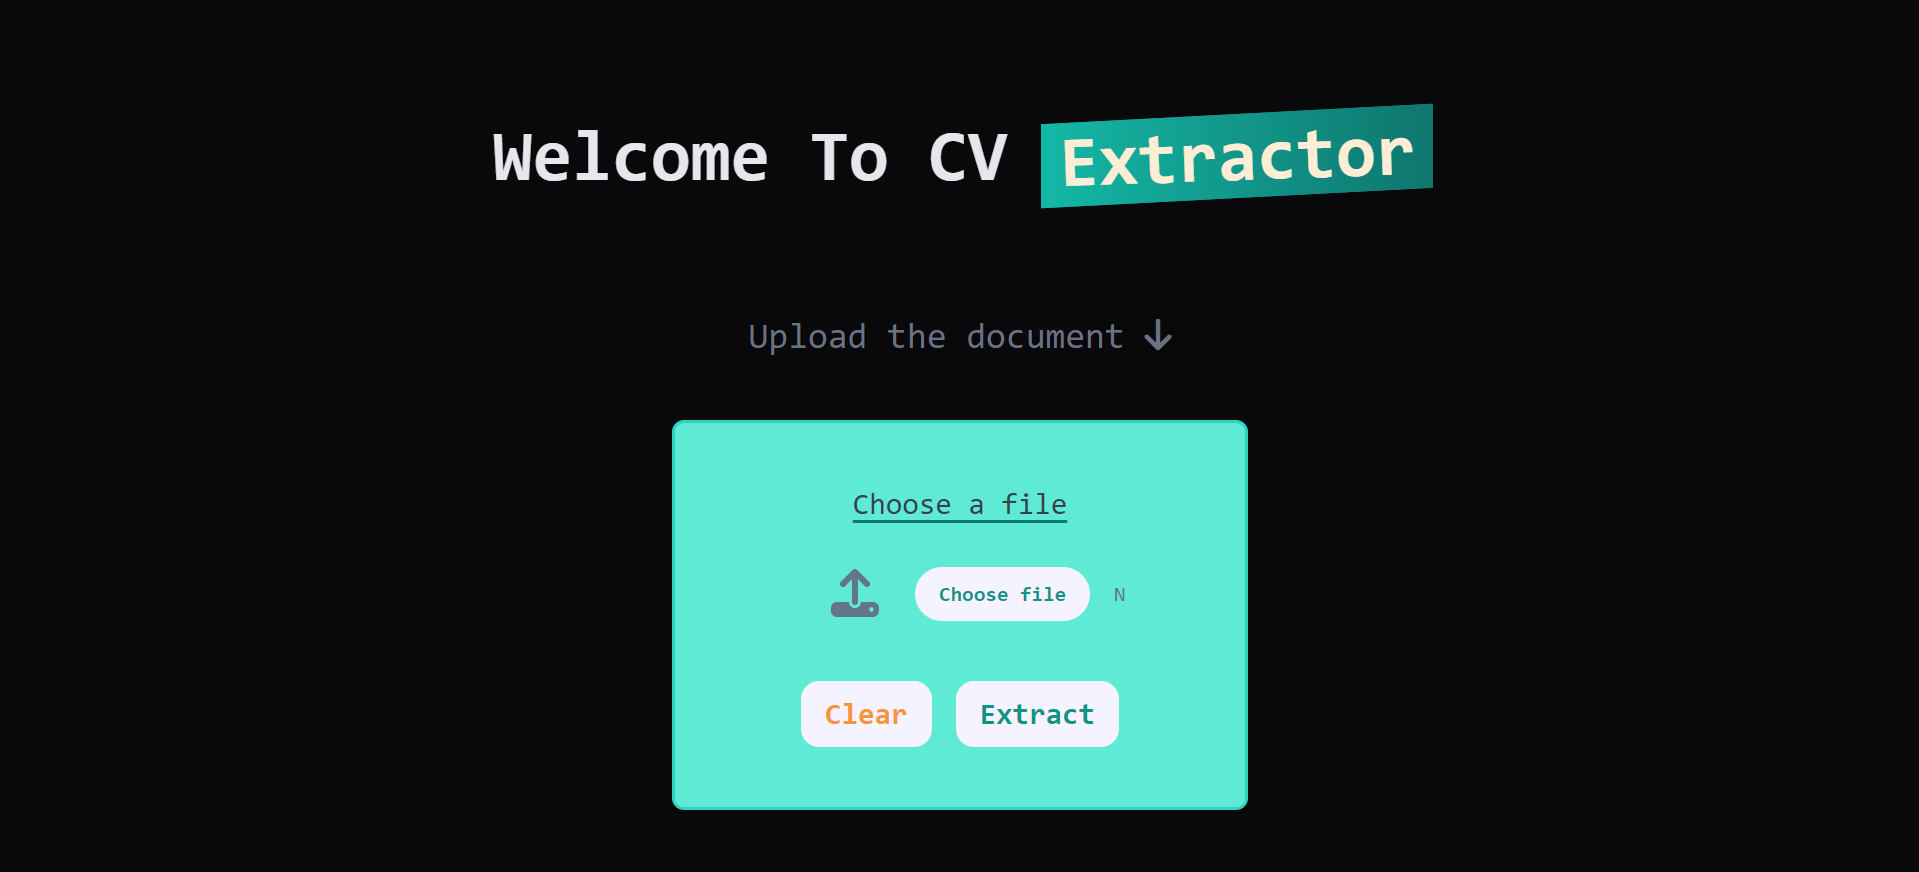 Welcome To CV Extractor
Upload the document
Choose a file
Choose file N
Clear Extract